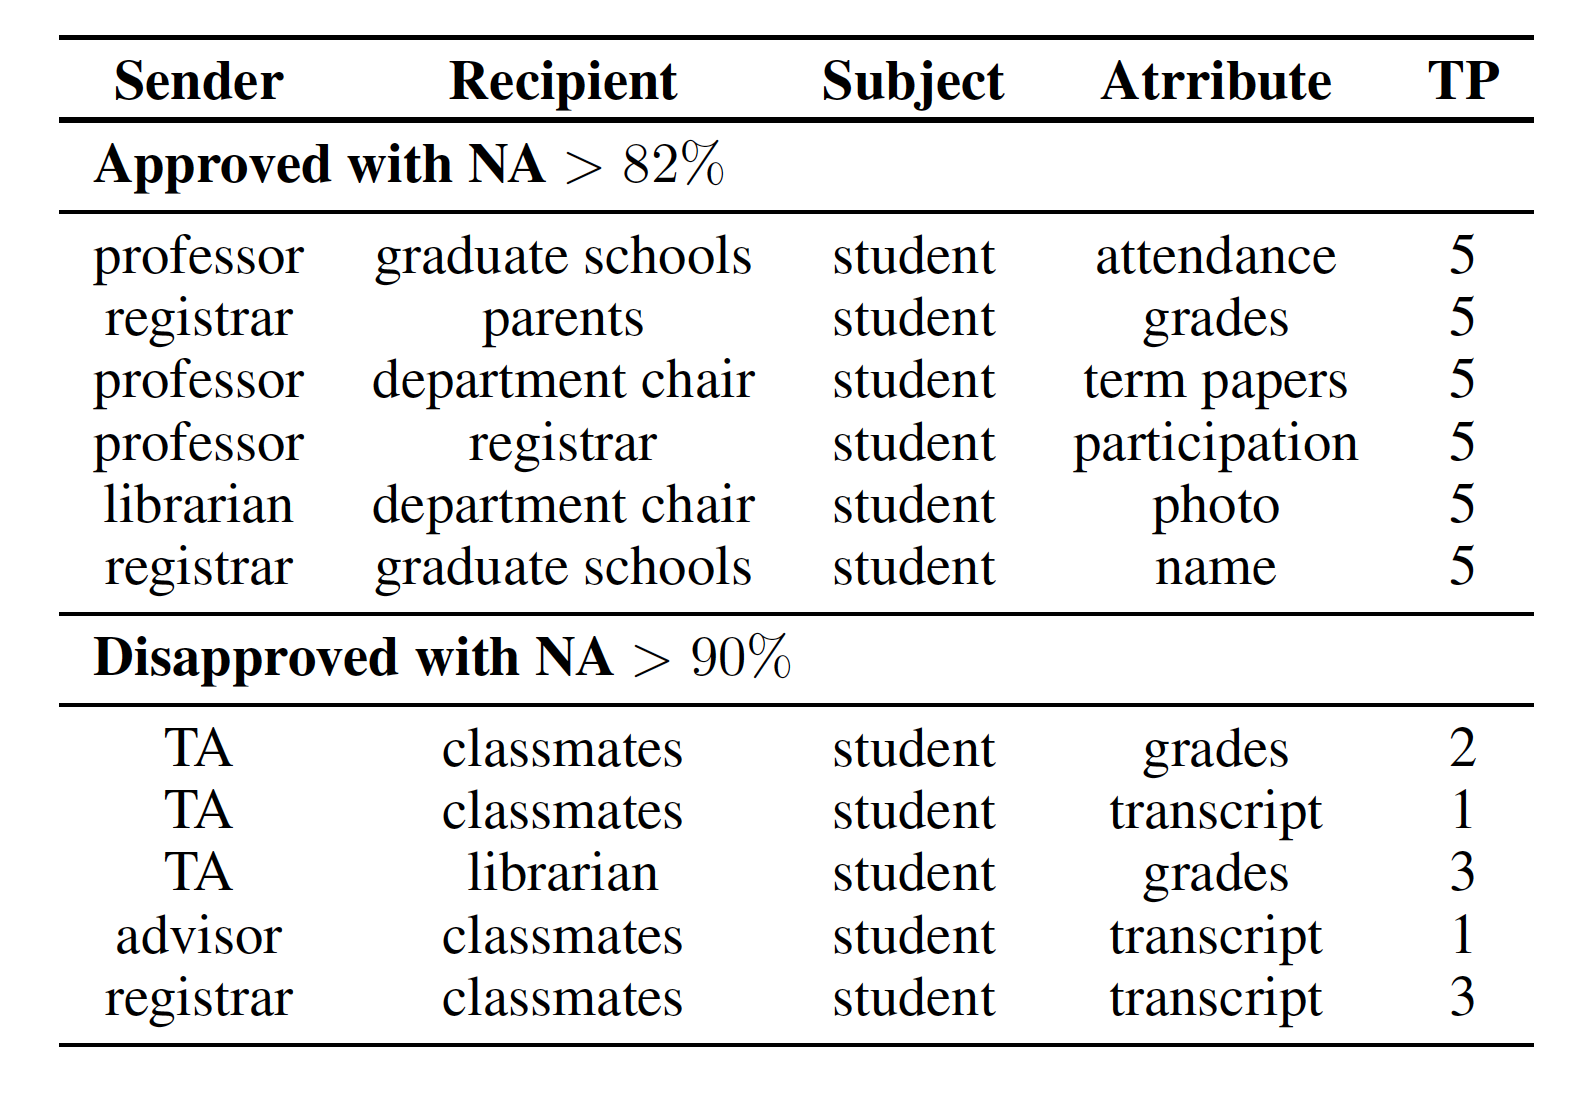 Sender Recipient Subject Atrribute TP
Approved with NA > 82%
professor graduate schools student attendance 5
registrar parents student grades 5
professor department chair student term papers 5
professor registrar student participation 5
librarian department chair student photo 5
registrar graduate schools student name 5
Disapproved with NA > 90%
TA classmates student grades 2
TA classmates student transcript 1
TA librarian student grades 3
advisor classmates student transcript 1
registrar classmates student transcript 3